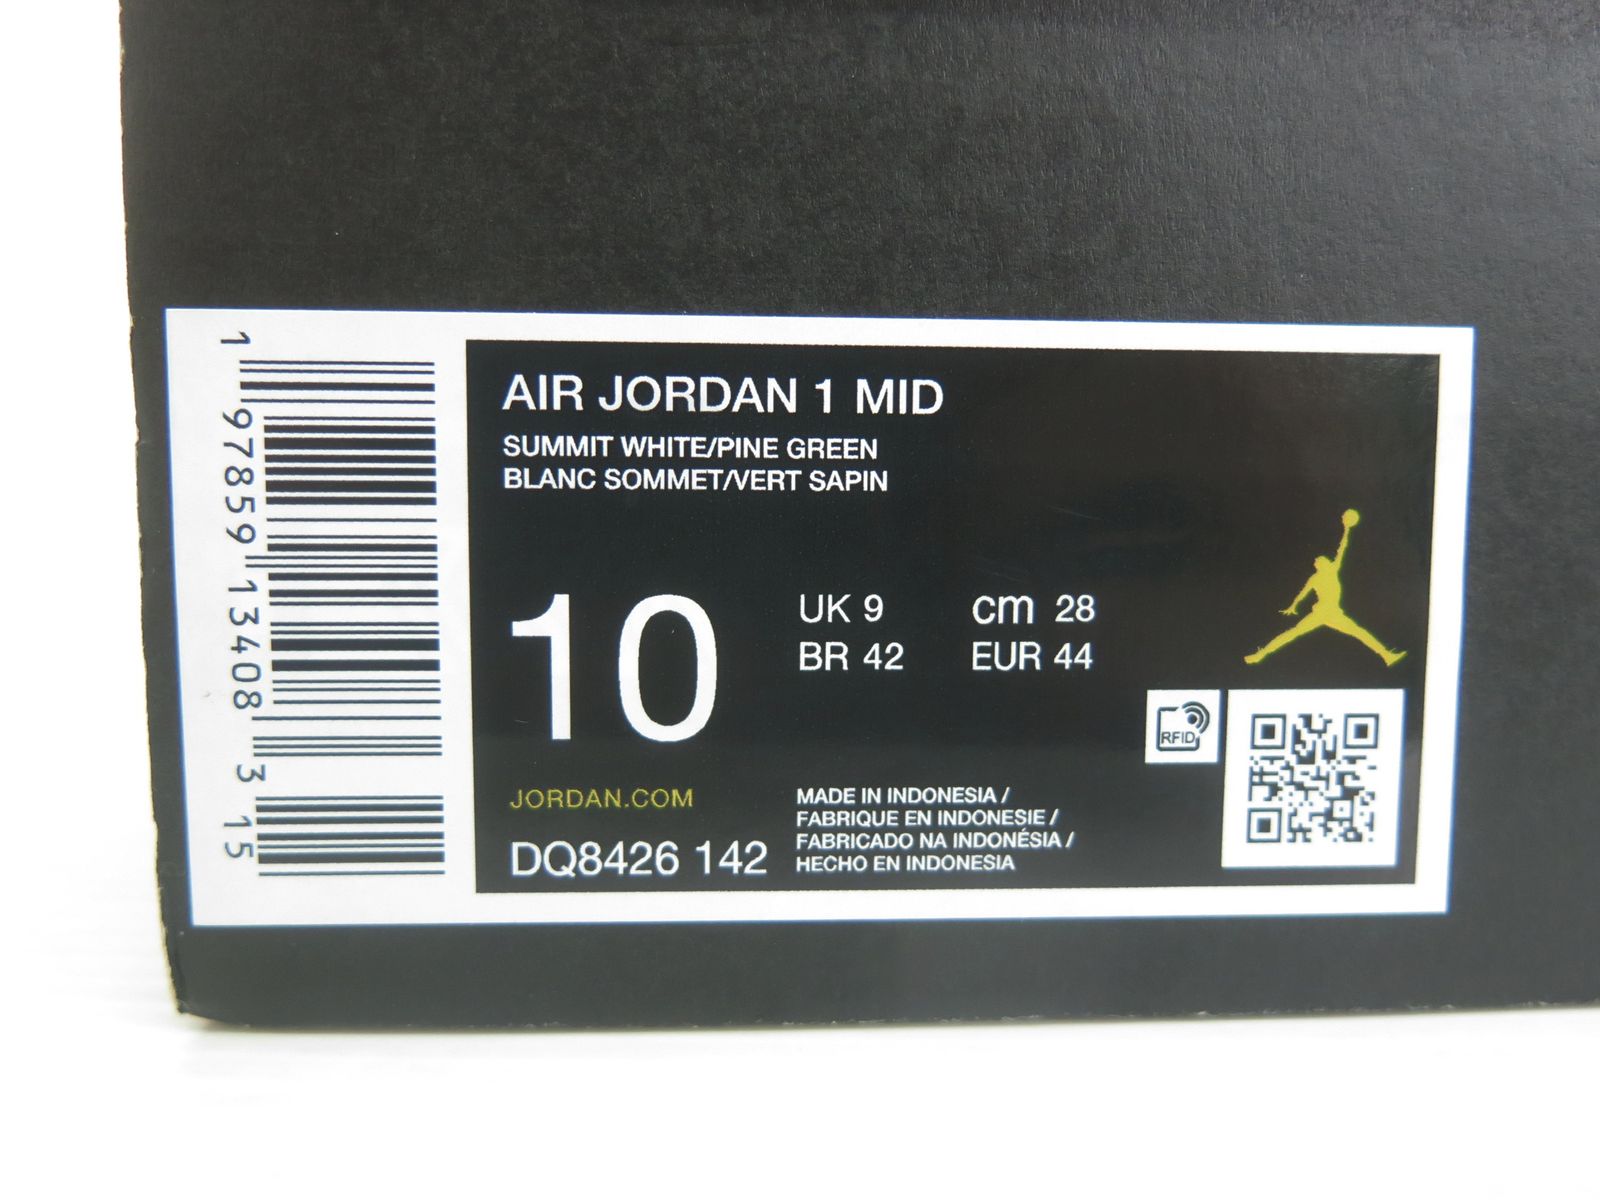 1 97859 13408 3 15
AIR JORDAN 1 MID
SUMMIT WHITE/PINE GREEN
BLANC SOMMET/VERT SAPIN
10
UK 9 cm 28
BR 42 EUR 44
RFID
JORDAN.COM
DQ8426 142
MADE IN INDONESIA /
FABRIQUE EN INDONESIE /
FABRICADO NA INDONÉSIA /
HECHO EN INDONESIA